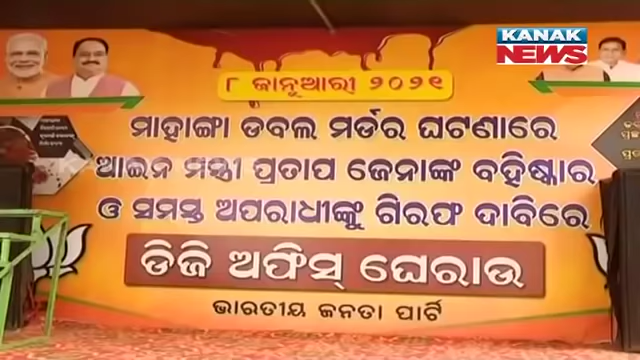 KANAK
NEWS
୮ ଜାନୁଆରୀ ୨୦୨୧
ମାହାଙ୍ଗା ଡବଲ ମର୍ଡର ଘଟଣାରେ
ଆଇନ ମନ୍ତ୍ରୀ ପ୍ରତାପ ଜେନାଙ୍କ ବହିଷ୍କାର
ଓ ସମସ୍ତ ଅପରାଧୀଙ୍କୁ ଗିରଫ ଦାବିରେ
ଡିଜି ଅଫିସ୍ ଘେରାଉ
ଭାରତୀୟ ଜନତା ପାର୍ଟି